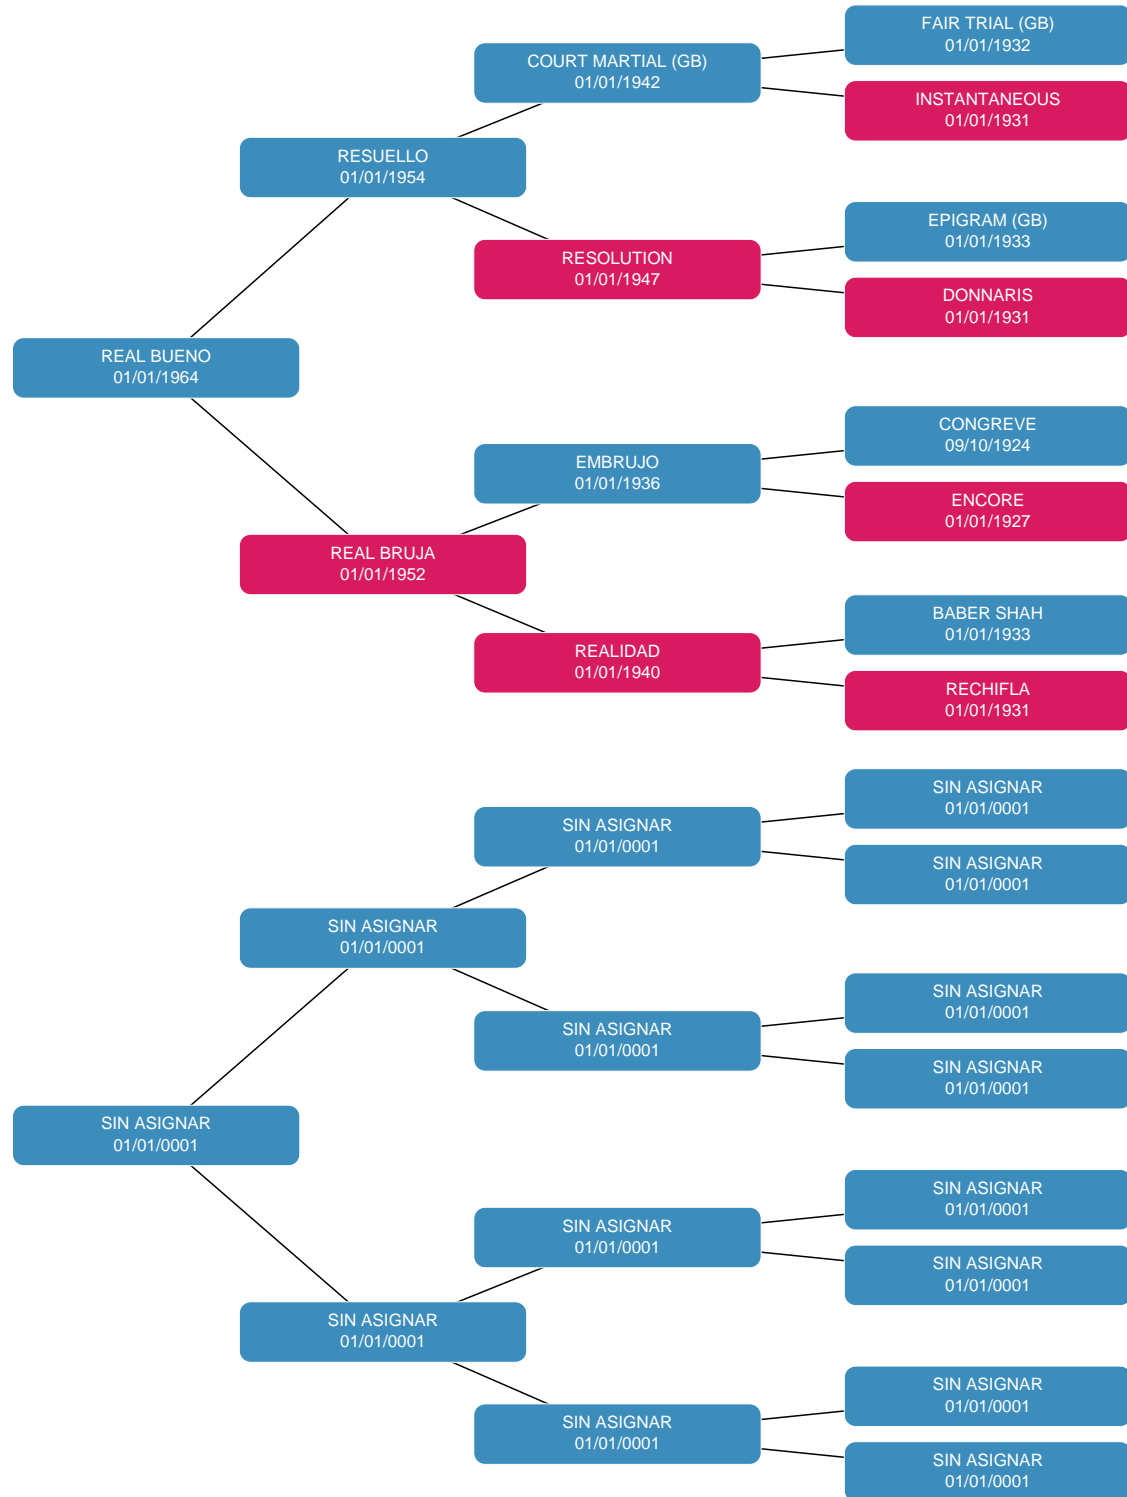 FAIR TRIAL (GB)
01/01/1932
COURT MARTIAL (GB)
01/01/1942
INSTANTANEOUS
01/01/1931
RESUELLO
01/01/1954
EPIGRAM (GB)
01/01/1933
RESOLUTION
01/01/1947
DONNARIS
01/01/1931
REAL BUENO
01/01/1964
CONGREVE
09/10/1924
EMBRUJO
01/01/1936
ENCORE
01/01/1927
REAL BRUJA
01/01/1952
BABER SHAH
01/01/1933
REALIDAD
01/01/1940
RECHIFLA
01/01/1931
SIN ASIGNAR
01/01/0001
SIN ASIGNAR
01/01/0001
SIN ASIGNAR
01/01/0001
SIN ASIGNAR
01/01/0001
SIN ASIGNAR
01/01/0001
SIN ASIGNAR
01/01/0001
SIN ASIGNAR
01/01/0001
SIN ASIGNAR
01/01/0001
SIN ASIGNAR
01/01/0001
SIN ASIGNAR
01/01/0001
SIN ASIGNAR
01/01/0001
SIN ASIGNAR
01/01/0001
SIN ASIGNAR
01/01/0001
SIN ASIGNAR
01/01/0001
SIN ASIGNAR
01/01/0001